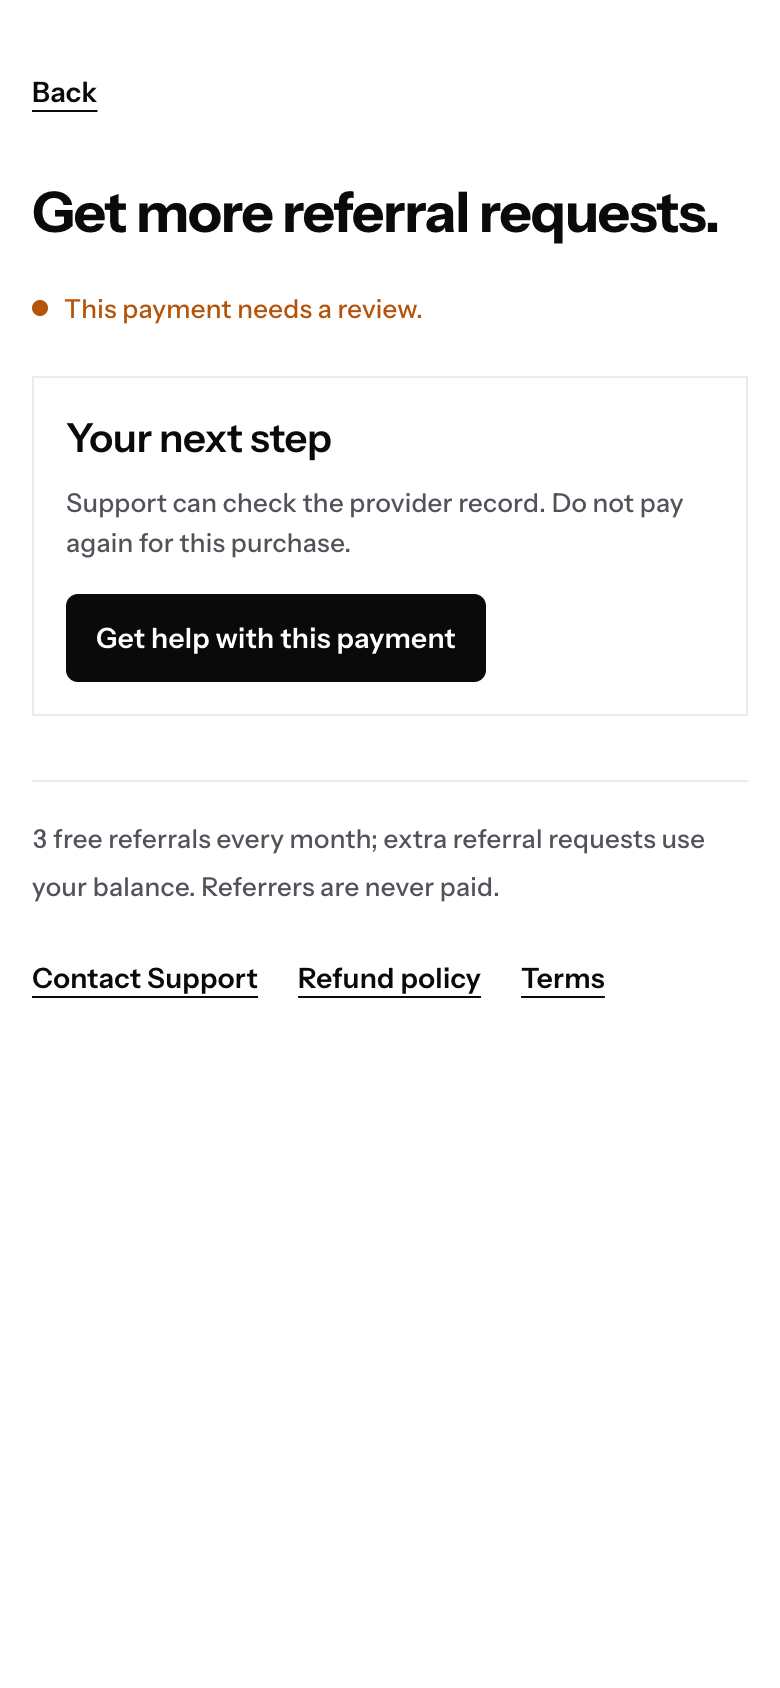 Back
Get more referral requests.
This payment needs a review.
Your next step
Support can check the provider record. Do not pay
again for this purchase.
Get help with this payment
3 free referrals every month; extra referral requests use
your balance. Referrers are never paid.
Contact Support Refund policy Terms